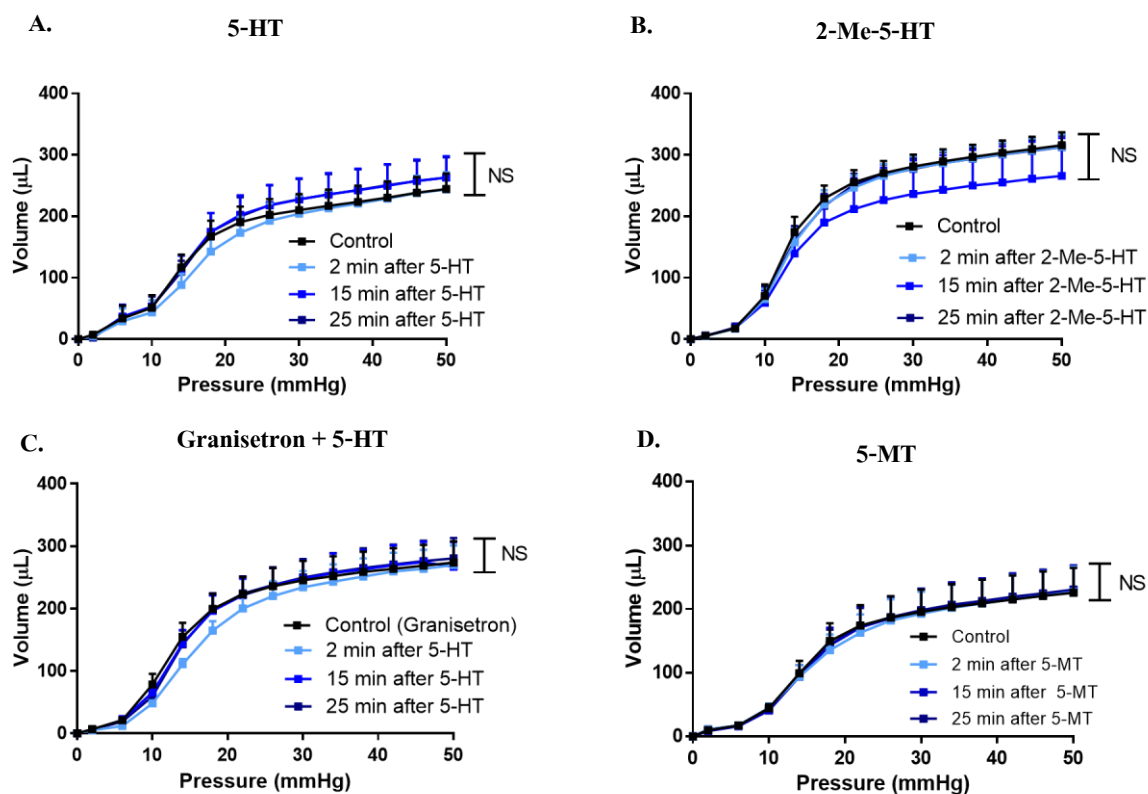 A.
5-HT
400
300
200
100
0
Volume (µL)
NS
Control
2 min after 5-HT
15 min after 5-HT
25 min after 5-HT
0 10 20 30 40 50
Pressure (mmHg)
B.
2-Me-5-HT
400
300
200
100
0
Volume (µL)
NS
Control
2 min after 2-Me-5-HT
15 min after 2-Me-5-HT
25 min after 2-Me-5-HT
0 10 20 30 40 50
Pressure (mmHg)
C.
Granisetron + 5-HT
400
300
200
100
0
Volume (µL)
NS
Control (Granisetron)
2 min after 5-HT
15 min after 5-HT
25 min after 5-HT
0 10 20 30 40 50
Pressure (mmHg)
D.
5-MT
400
300
200
100
0
Volume (µL)
NS
Control
2 min after 5-MT
15 min after 5-MT
25 min after 5-MT
0 10 20 30 40 50
Pressure (mmHg)